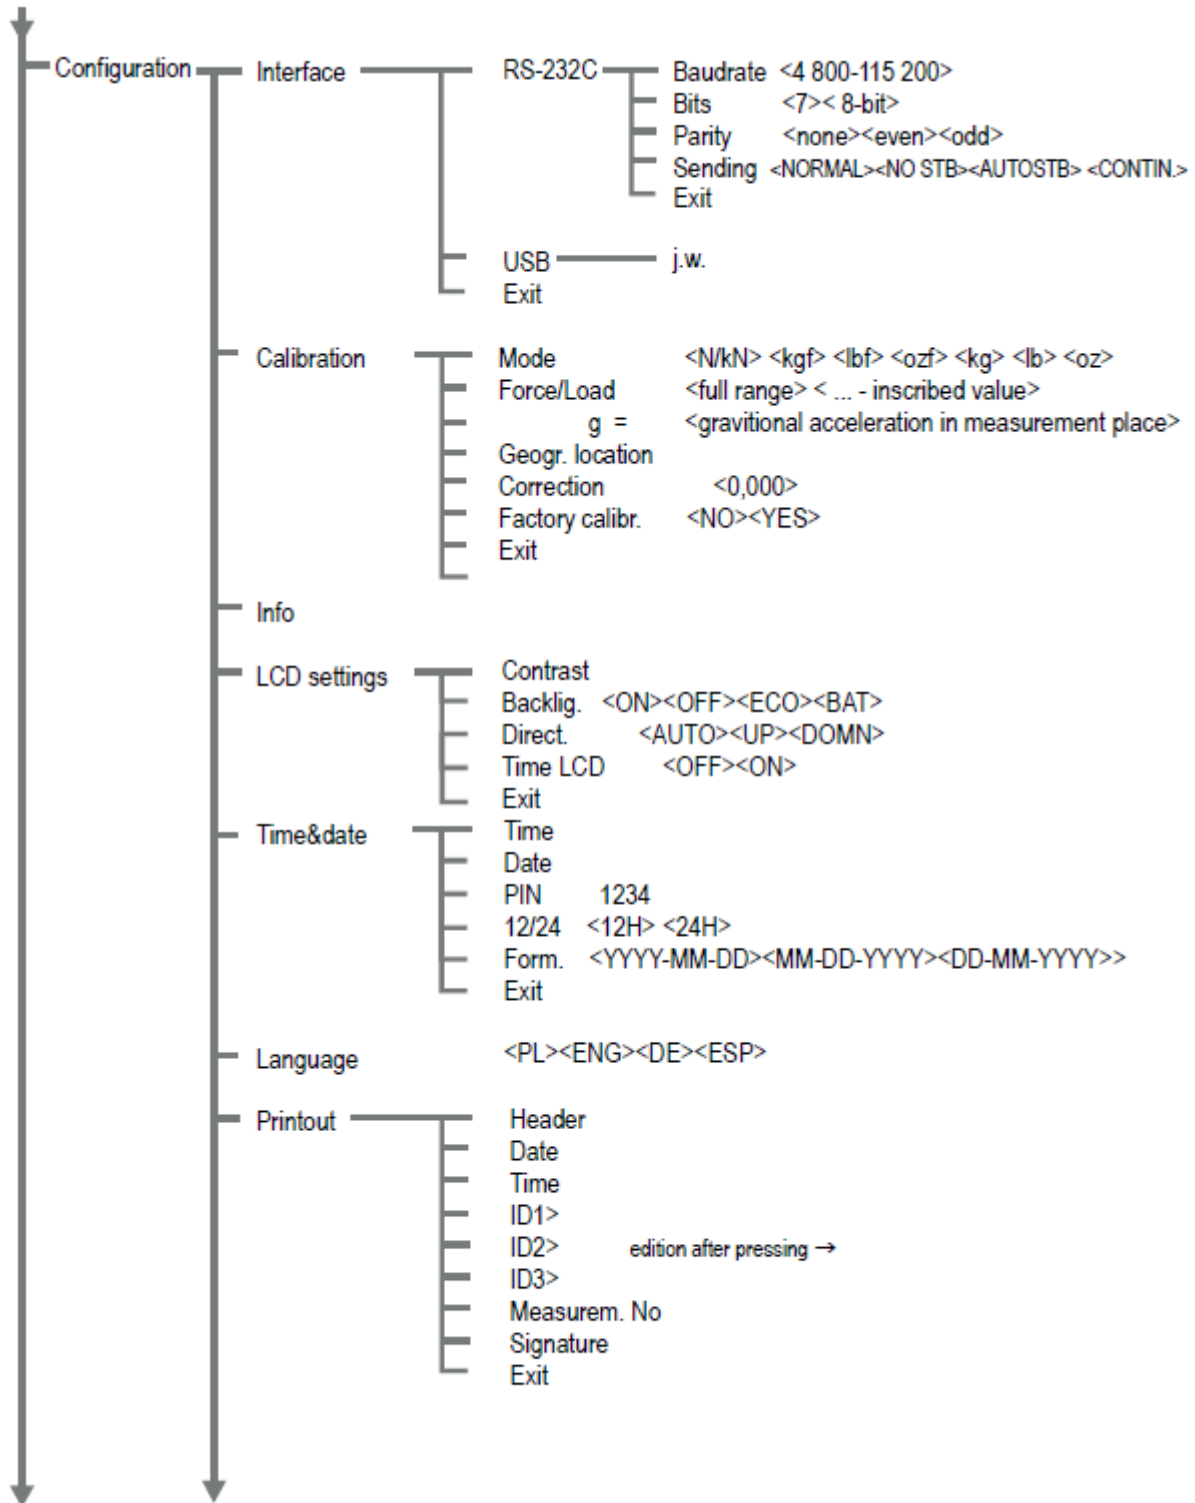 Configuration Interface RS-232C Baudrate <4 800-115 200>
Bits <7>< 8-bit>
Parity <none><even><odd>
Sending <NORMAL><NO STB><AUTOSTB> <CONTIN.>
Exit
USB j.w.
Exit
Calibration Mode <N/kN> <kgf> <lbf> <ozf> <kg> <lb> <oz>
Force/Load <full range> < ... - inscribed value>
g = <gravitional acceleration in measurement place>
Geogr. location
Correction <0,000>
Factory calibr. <NO><YES>
Exit
Info
LCD settings Contrast
Backlig. <ON><OFF><ECO><BAT>
Direct. <AUTO><UP><DOMN>
Time LCD <OFF><ON>
Exit
Time&date Time
Date
PIN 1234
12/24 <12H> <24H>
Form. <YYYY-MM-DD><MM-DD-YYYY><DD-MM-YYYY>>
Exit
Language <PL><ENG><DE><ESP>
Printout Header
Date
Time
ID1>
ID2> edition after pressing →
ID3>
Measurem. No
Signature
Exit